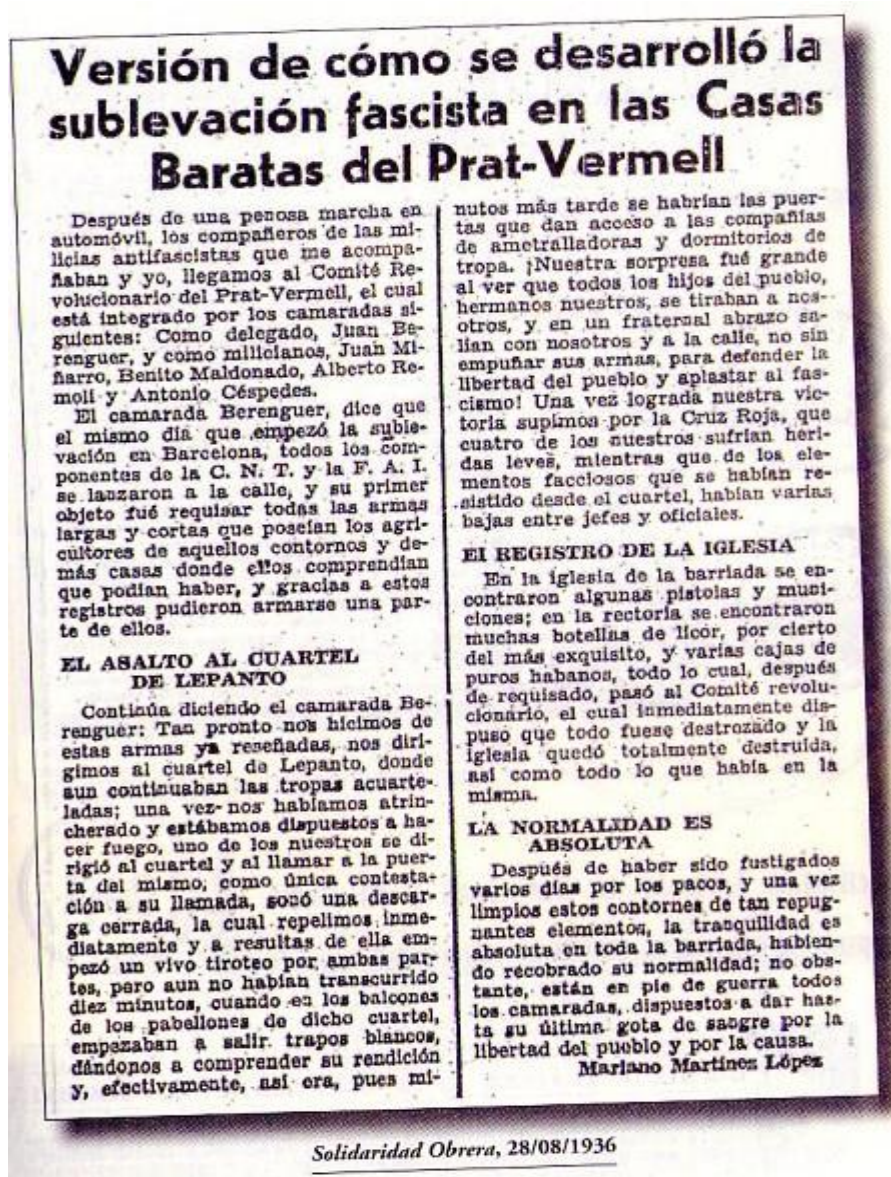 Versión de cómo se desarrolló la
sublevación fascista en las Casas
Baratas del Prat-Vermell
Después de una penosa marcha en
automóvil, los compañeros de las mi-
licias antifascistas que me acompa-
ñaban y yo, llegamos al Comité Re-
volucionario del Prat-Vermell, el cual
está integrado por los camaradas si-
guientes: Como delegado, Juan Be-
renguer, y como milicianos, Juan Mi-
ñarro, Benito Maldonado, Alberto Re-
moli y Antonio Céspedes.
El camarada Berenguer, dice que
el mismo día que empezó la suble-
vación en Barcelona, todos los com-
ponentes de la C. N. T. y la F. A. I.
se lanzaron a la calle, y su primer
objeto fué requisar todas las armas
largas y cortas que poseían los agri-
cultores de aquellos contornos y de-
más casas donde ellos comprendían
que podían haber, y gracias a estos
registros pudieron armarse una par-
te de ellos.
EL ASALTO AL CUARTEL
DE LEPANTO
Continúa diciendo el camarada Be-
renguer: Tan pronto nos hicimos de
estas armas ya reseñadas, nos diri-
gimos al cuartel de Lepanto, donde
aun continuaban las tropas acuarte-
ladas; una vez nos habíamos atrin-
cherado y estábamos dispuestos a ha-
cer fuego, uno de los nuestros se di-
rigió al cuartel y al llamar a la puer-
ta del mismo, como única contesta-
ción a su llamada, sonó una descar-
ga cerrada, la cual repelimos inme-
diatamente y a resultas de ella em-
pezó un vivo tiroteo por ambas par-
tes, pero aun no habían transcurrido
diez minutos, cuando en los balcones
de los pabellones de dicho cuartel,
empezaban a salir trapos blancos,
dándonos a comprender su rendición
y, efectivamente, así era, pues mi-
nutos más tarde se habrían las puer-
tas que dan acceso a las compañías
de ametralladoras y dormitorios de
tropa. ¡Nuestra sorpresa fué grande
al ver que todos los hijos del pueblo,
hermanos nuestros, se tiraban a nos-
otros, y en un fraternal abrazo sa-
lían con nosotros y a la calle, no sin
empuñar sus armas, para defender la
libertad del pueblo y aplastar al fas-
cismo! Una vez lograda nuestra vic-
toria supimos por la Cruz Roja, que
cuatro de los nuestros sufrían heri-
das leves, mientras que de los ele-
mentos facciosos que se habían re-
sistido desde el cuartel, habían varias
bajas entre jefes y oficiales.
El REGISTRO DE LA IGLESIA
En la iglesia de la barriada se en-
contraron algunas pistolas y muni-
ciones; en la rectoría se encontraron
muchas botellas de licor, por cierto
del más exquisito, y varias cajas de
puros habanos, todo lo cual, después
de requisado, pasó al Comité revolu-
cionario, el cual inmediatamente dis-
puso que todo fuese destrozado y la
iglesia quedó totalmente destruída,
así como todo lo que había en la
misma.
LA NORMALIDAD ES
ABSOLUTA
Después de haber sido fustigados
varios días por los pacos, y una vez
limpios estos contornes de tan repug-
nantes elementos, la tranquilidad es
absoluta en toda la barriada, habien-
do recobrado su normalidad; no obs-
tante, están en pie de guerra todos
los camaradas, dispuestos a dar has-
ta su última gota de sangre por la
libertad del pueblo y por la causa.
Mariano Martínez López
Solidaridad Obrera, 28/08/1936